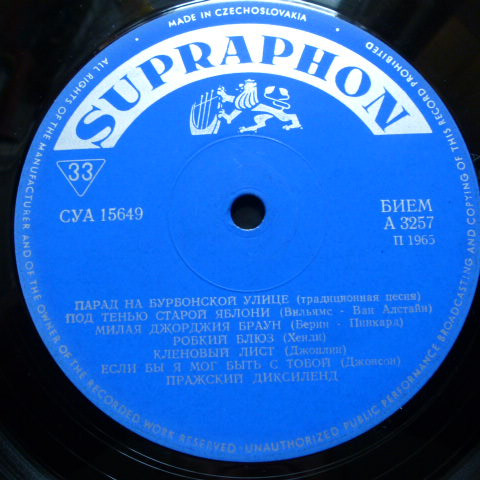 MADE IN CZECHOSLOVAKIA
SUPRAPHON
ALL RIGHTS OF THE MANUFACTURER AND OF THE OWNER OF THE RECORDED WORK RESERVED · UNAUTHORIZED PUBLIC PERFORMANCE BROADCASTING AND COPYING OF THIS RECORD PROHIBITED
33
СУА 15649
БИЕМ
А 3257
П 1965
ПАРАД НА БУРБОНСКОЙ УЛИЦЕ (традиционная песня)
ПОД ТЕНЬЮ СТАРОЙ ЯБЛОНИ (Вильямс - Ван Алстайн)
МИЛАЯ ДЖОРДЖИЯ БРАУН (Берни - Пинкард)
РОБКИЙ БЛЮЗ (Хенди)
КЛЕНОВЫЙ ЛИСТ (Джоплин)
ЕСЛИ БЫ Я МОГ БЫТЬ С ТОБОЙ (Джонсон)
ПРАЖСКИЙ ДИКСИЛЕНД